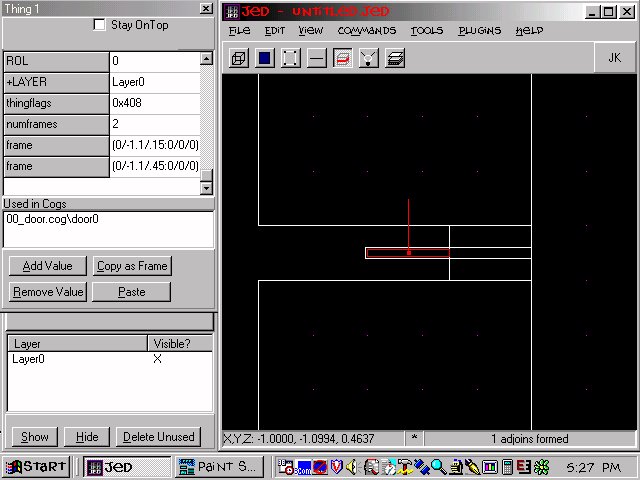 Thing 1
Stay OnTop
ROL 0
+LAYER Layer0
thingflags 0x408
numframes 2
frame (0/-1.1/.15:0/0/0)
frame (0/-1.1/.45:0/0/0)
Used in Cogs
00_door.cog\door0
Add Value Copy as Frame
Remove Value Paste
Layer Visible?
Layer0 X
Show Hide Delete Unused
JED - UNTITLED.JED
File Edit View Commands Tools Plugins Help
JK
X,Y,Z: -1.0000, -1.0994, 0.4637 * 1 adjoins formed
Start JED Paint S... 5:27 PM